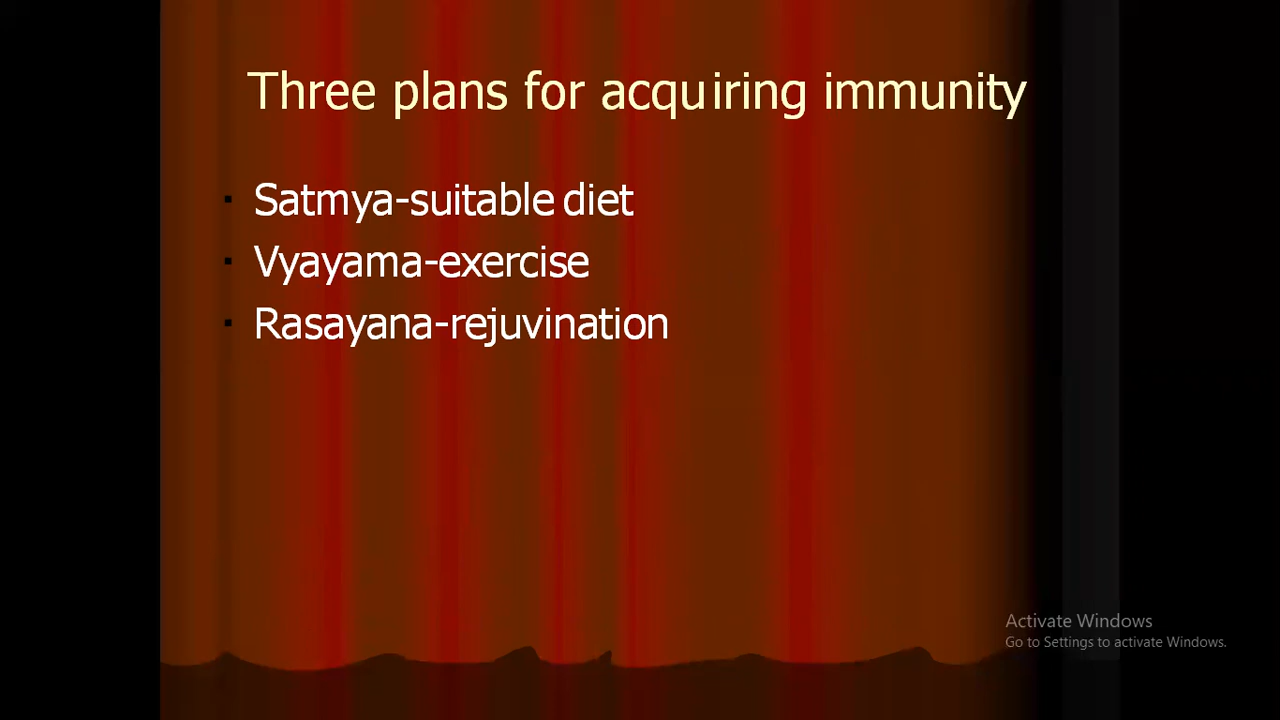 Three plans for acquiring immunity
▪ Satmya-suitable diet
▪ Vyayama-exercise
▪ Rasayana-rejuvination
Activate Windows
Go to Settings to activate Windows.